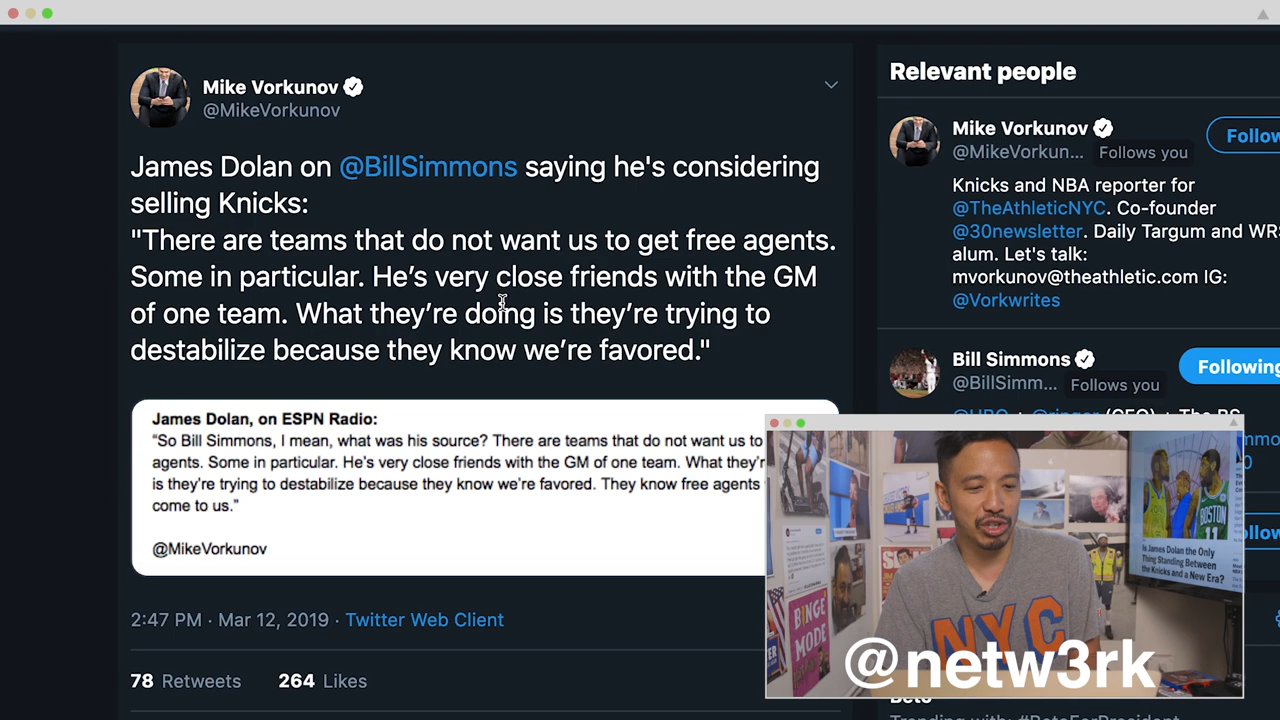 Mike Vorkunov
@MikeVorkunov
James Dolan on @BillSimmons saying he's considering
selling Knicks:
"There are teams that do not want us to get free agents.
Some in particular. He’s very close friends with the GM
of one team. What they’re doing is they’re trying to
destabilize because they know we’re favored."
James Dolan, on ESPN Radio:
“So Bill Simmons, I mean, what was his source? There are teams that do not want us to
agents. Some in particular. He’s very close friends with the GM of one team. What
is they’re trying to destabilize because they know we’re favored. They know free agents
come to us.”
@MikeVorkunov
2:47 PM · Mar 12, 2019 · Twitter Web Client
78 Retweets 264 Likes
Relevant people
Mike Vorkunov
@MikeVorkun... Follows you
Follow
Knicks and NBA reporter for
@TheAthleticNYC. Co-founder
@30newsletter. Daily Targum and
alum. Let's talk:
mvorkunov@theathletic.com IG:
@Vorkwrites
Bill Simmons
@BillSimm... Follows you
Following
BOSTON
11
Is James Dolan the Only
Thing Standing Between
the Knicks and a New Era?
BINGE
MODE
NYC
@netw3rk